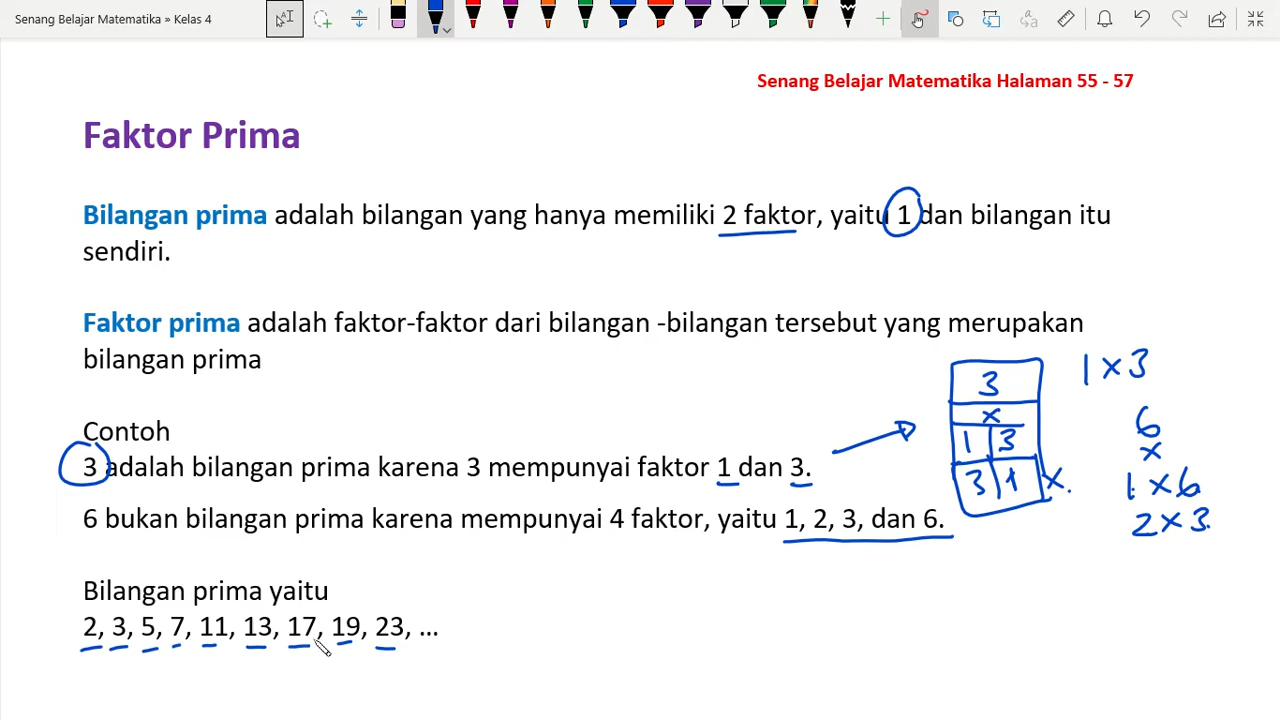 Senang Belajar Matematika » Kelas 4
Senang Belajar Matematika Halaman 55 - 57
Faktor Prima
Bilangan prima adalah bilangan yang hanya memiliki 2 faktor, yaitu 1 dan bilangan itu
sendiri.
Faktor prima adalah faktor-faktor dari bilangan -bilangan tersebut yang merupakan
bilangan prima
Contoh
3 adalah bilangan prima karena 3 mempunyai faktor 1 dan 3.
6 bukan bilangan prima karena mempunyai 4 faktor, yaitu 1, 2, 3, dan 6.
Bilangan prima yaitu
2, 3, 5, 7, 11, 13, 17, 19, 23, ...
3
x
1 3
3 1 x.
1 x 3
6
x
1 x 6
2 x 3